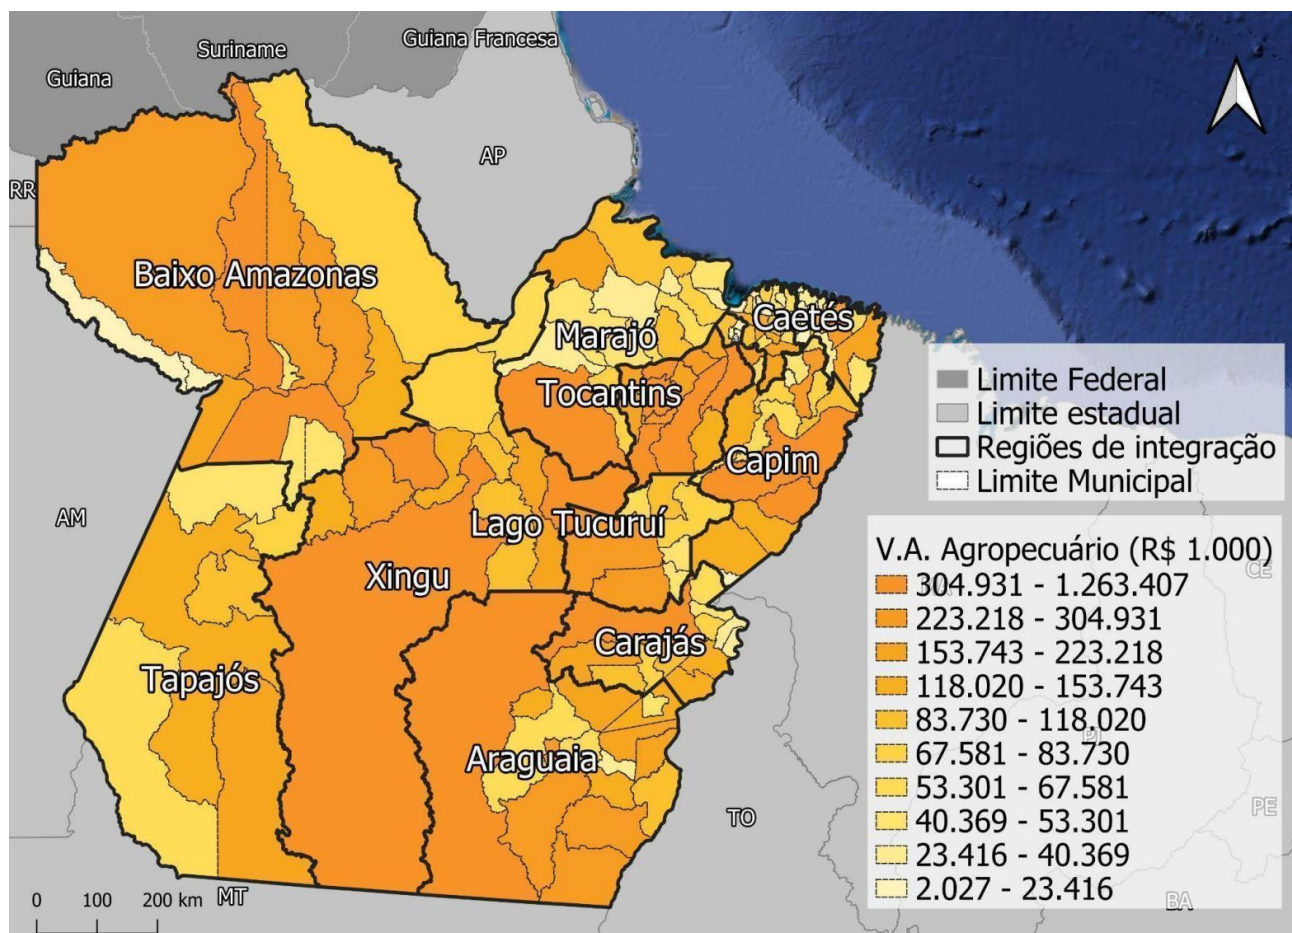 Guiana Francesa
Suriname
Guiana
AP
RR
Baixo Amazonas
Marajó
Caetés
Tocantins
Capim
AM
Lago Tucuruí
Xingu
Carajás
Tapajós
Araguaia
TO
MT
0 100 200 km
Limite Federal
Limite estadual
Regiões de integração
Limite Municipal
V.A. Agropecuário (R$ 1.000)
304.931 - 1.263.407
223.218 - 304.931
153.743 - 223.218
118.020 - 153.743
83.730 - 118.020
67.581 - 83.730
53.301 - 67.581
40.369 - 53.301
23.416 - 40.369
2.027 - 23.416
CE
PI
PE
BA